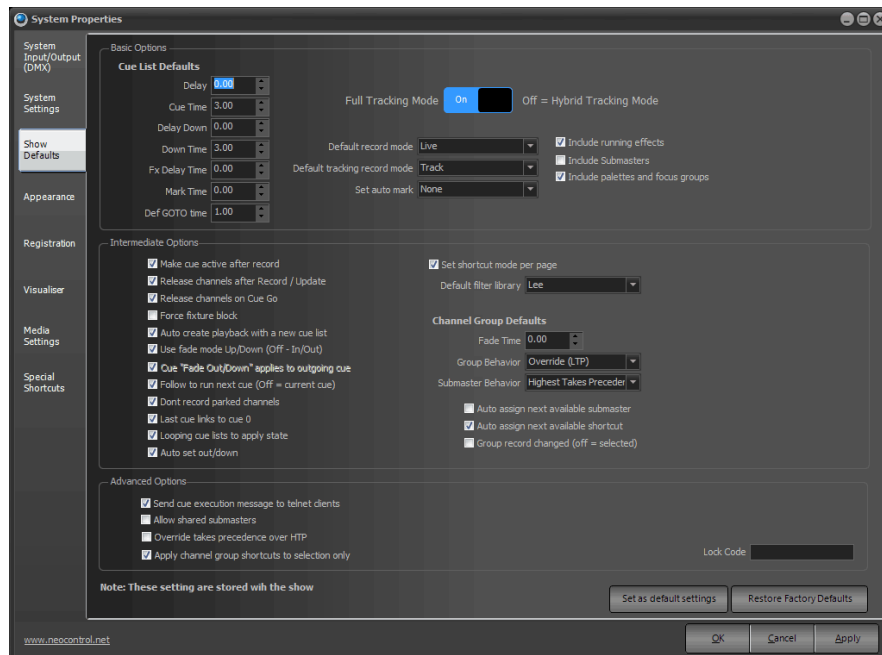 System Properties
System
Input/Output
(DMX)
System
Settings
Show
Defaults
Appearance
Registration
Visualiser
Media
Settings
Special
Shortcuts
Basic Options
Cue List Defaults
Delay 0.00
Cue Time 3.00
Delay Down 0.00
Down Time 3.00
Fx Delay Time 0.00
Mark Time 0.00
Def GOTO time 1.00
Full Tracking Mode On Off = Hybrid Tracking Mode
Default record mode Live
Default tracking record mode Track
Set auto mark None
Include running effects
Include Submasters
Include palettes and focus groups
Intermediate Options
Make cue active after record
Release channels after Record / Update
Release channels on Cue Go
Force fixture block
Auto create playback with a new cue list
Use fade mode Up/Down (Off - In/Out)
Cue "Fade Out/Down" applies to outgoing cue
Follow to run next cue (Off = current cue)
Dont record parked channels
Last cue links to cue 0
Looping cue lists to apply state
Auto set out/down
Set shortcut mode per page
Default filter library Lee
Channel Group Defaults
Fade Time 0.00
Group Behavior Override (LTP)
Submaster Behavior Highest Takes Preceder
Auto assign next available submaster
Auto assign next available shortcut
Group record changed (off = selected)
Advanced Options
Send cue execution message to telnet clients
Allow shared submasters
Override takes precedence over HTP
Apply channel group shortcuts to selection only
Lock Code
Note: These setting are stored wih the show
Set as default settings
Restore Factory Defaults
www.neocontrol.net
OK
Cancel
Apply